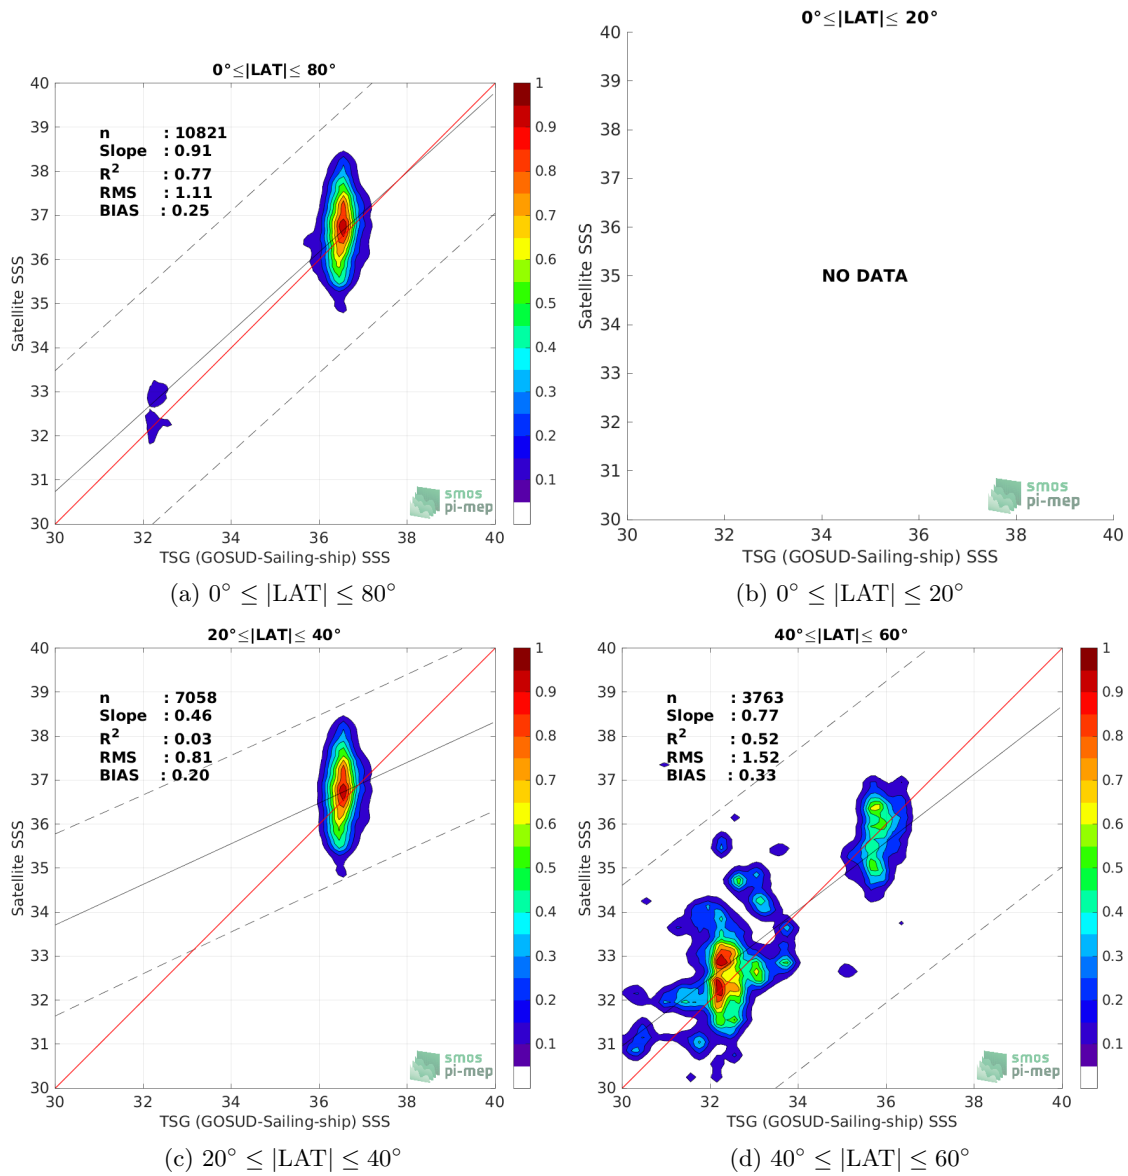 0°≤|LAT|≤ 80°
n : 10821
Slope : 0.91
R² : 0.77
RMS : 1.11
BIAS : 0.25
40
39
38
37
36
35
34
33
32
31
30
30 32 34 36 38 40
Satellite SSS
TSG (GOSUD-Sailing-ship) SSS
1
0.9
0.8
0.7
0.6
0.5
0.4
0.3
0.2
0.1
smos
pi-mep
(a) 0° ≤ |LAT| ≤ 80°
0°≤|LAT|≤ 20°
40
39
38
37
36
35
34
33
32
31
30
30 32 34 36 38 40
Satellite SSS
NO DATA
TSG (GOSUD-Sailing-ship) SSS
smos
pi-mep
(b) 0° ≤ |LAT| ≤ 20°
20°≤|LAT|≤ 40°
n : 7058
Slope : 0.46
R² : 0.03
RMS : 0.81
BIAS : 0.20
40
39
38
37
36
35
34
33
32
31
30
30 32 34 36 38 40
Satellite SSS
TSG (GOSUD-Sailing-ship) SSS
1
0.9
0.8
0.7
0.6
0.5
0.4
0.3
0.2
0.1
smos
pi-mep
(c) 20° ≤ |LAT| ≤ 40°
40°≤|LAT|≤ 60°
n : 3763
Slope : 0.77
R² : 0.52
RMS : 1.52
BIAS : 0.33
40
39
38
37
36
35
34
33
32
31
30
30 32 34 36 38 40
Satellite SSS
TSG (GOSUD-Sailing-ship) SSS
1
0.9
0.8
0.7
0.6
0.5
0.4
0.3
0.2
0.1
smos
pi-mep
(d) 40° ≤ |LAT| ≤ 60°